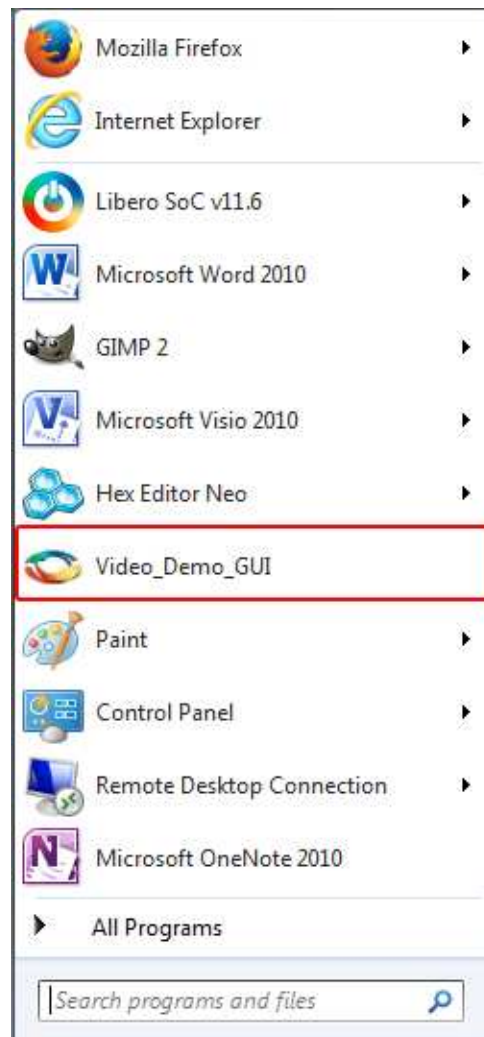 Mozilla Firefox
Internet Explorer
Libero SoC v11.6
Microsoft Word 2010
GIMP 2
Microsoft Visio 2010
Hex Editor Neo
Video_Demo_GUI
Paint
Control Panel
Remote Desktop Connection
Microsoft OneNote 2010
All Programs
Search programs and files